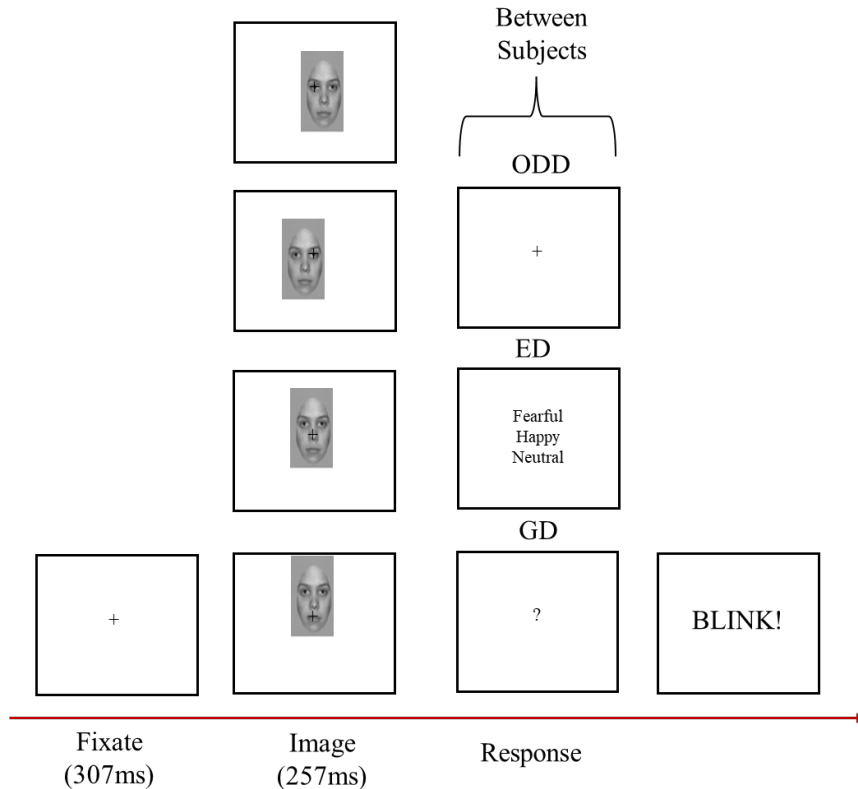 Between
Subjects
ODD
+
ED
Fearful
Happy
Neutral
GD
+
?
BLINK!
Fixate
(307ms)
Image
(257ms)
Response